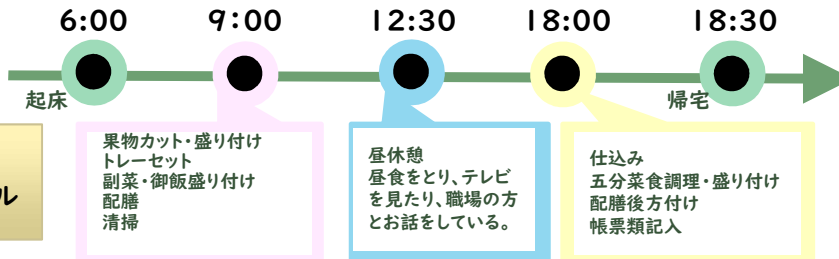 6:00
9:00
12:30
18:00
18:30
起床
帰宅
ル
果物カット・盛り付け
トレーセット
副菜・御飯盛り付け
配膳
清掃
昼休憩
昼食をとり、テレビ
を見たり、職場の方
とお話をしている。
仕込み
五分菜食調理・盛り付け
配膳後方付け
帳票類記入